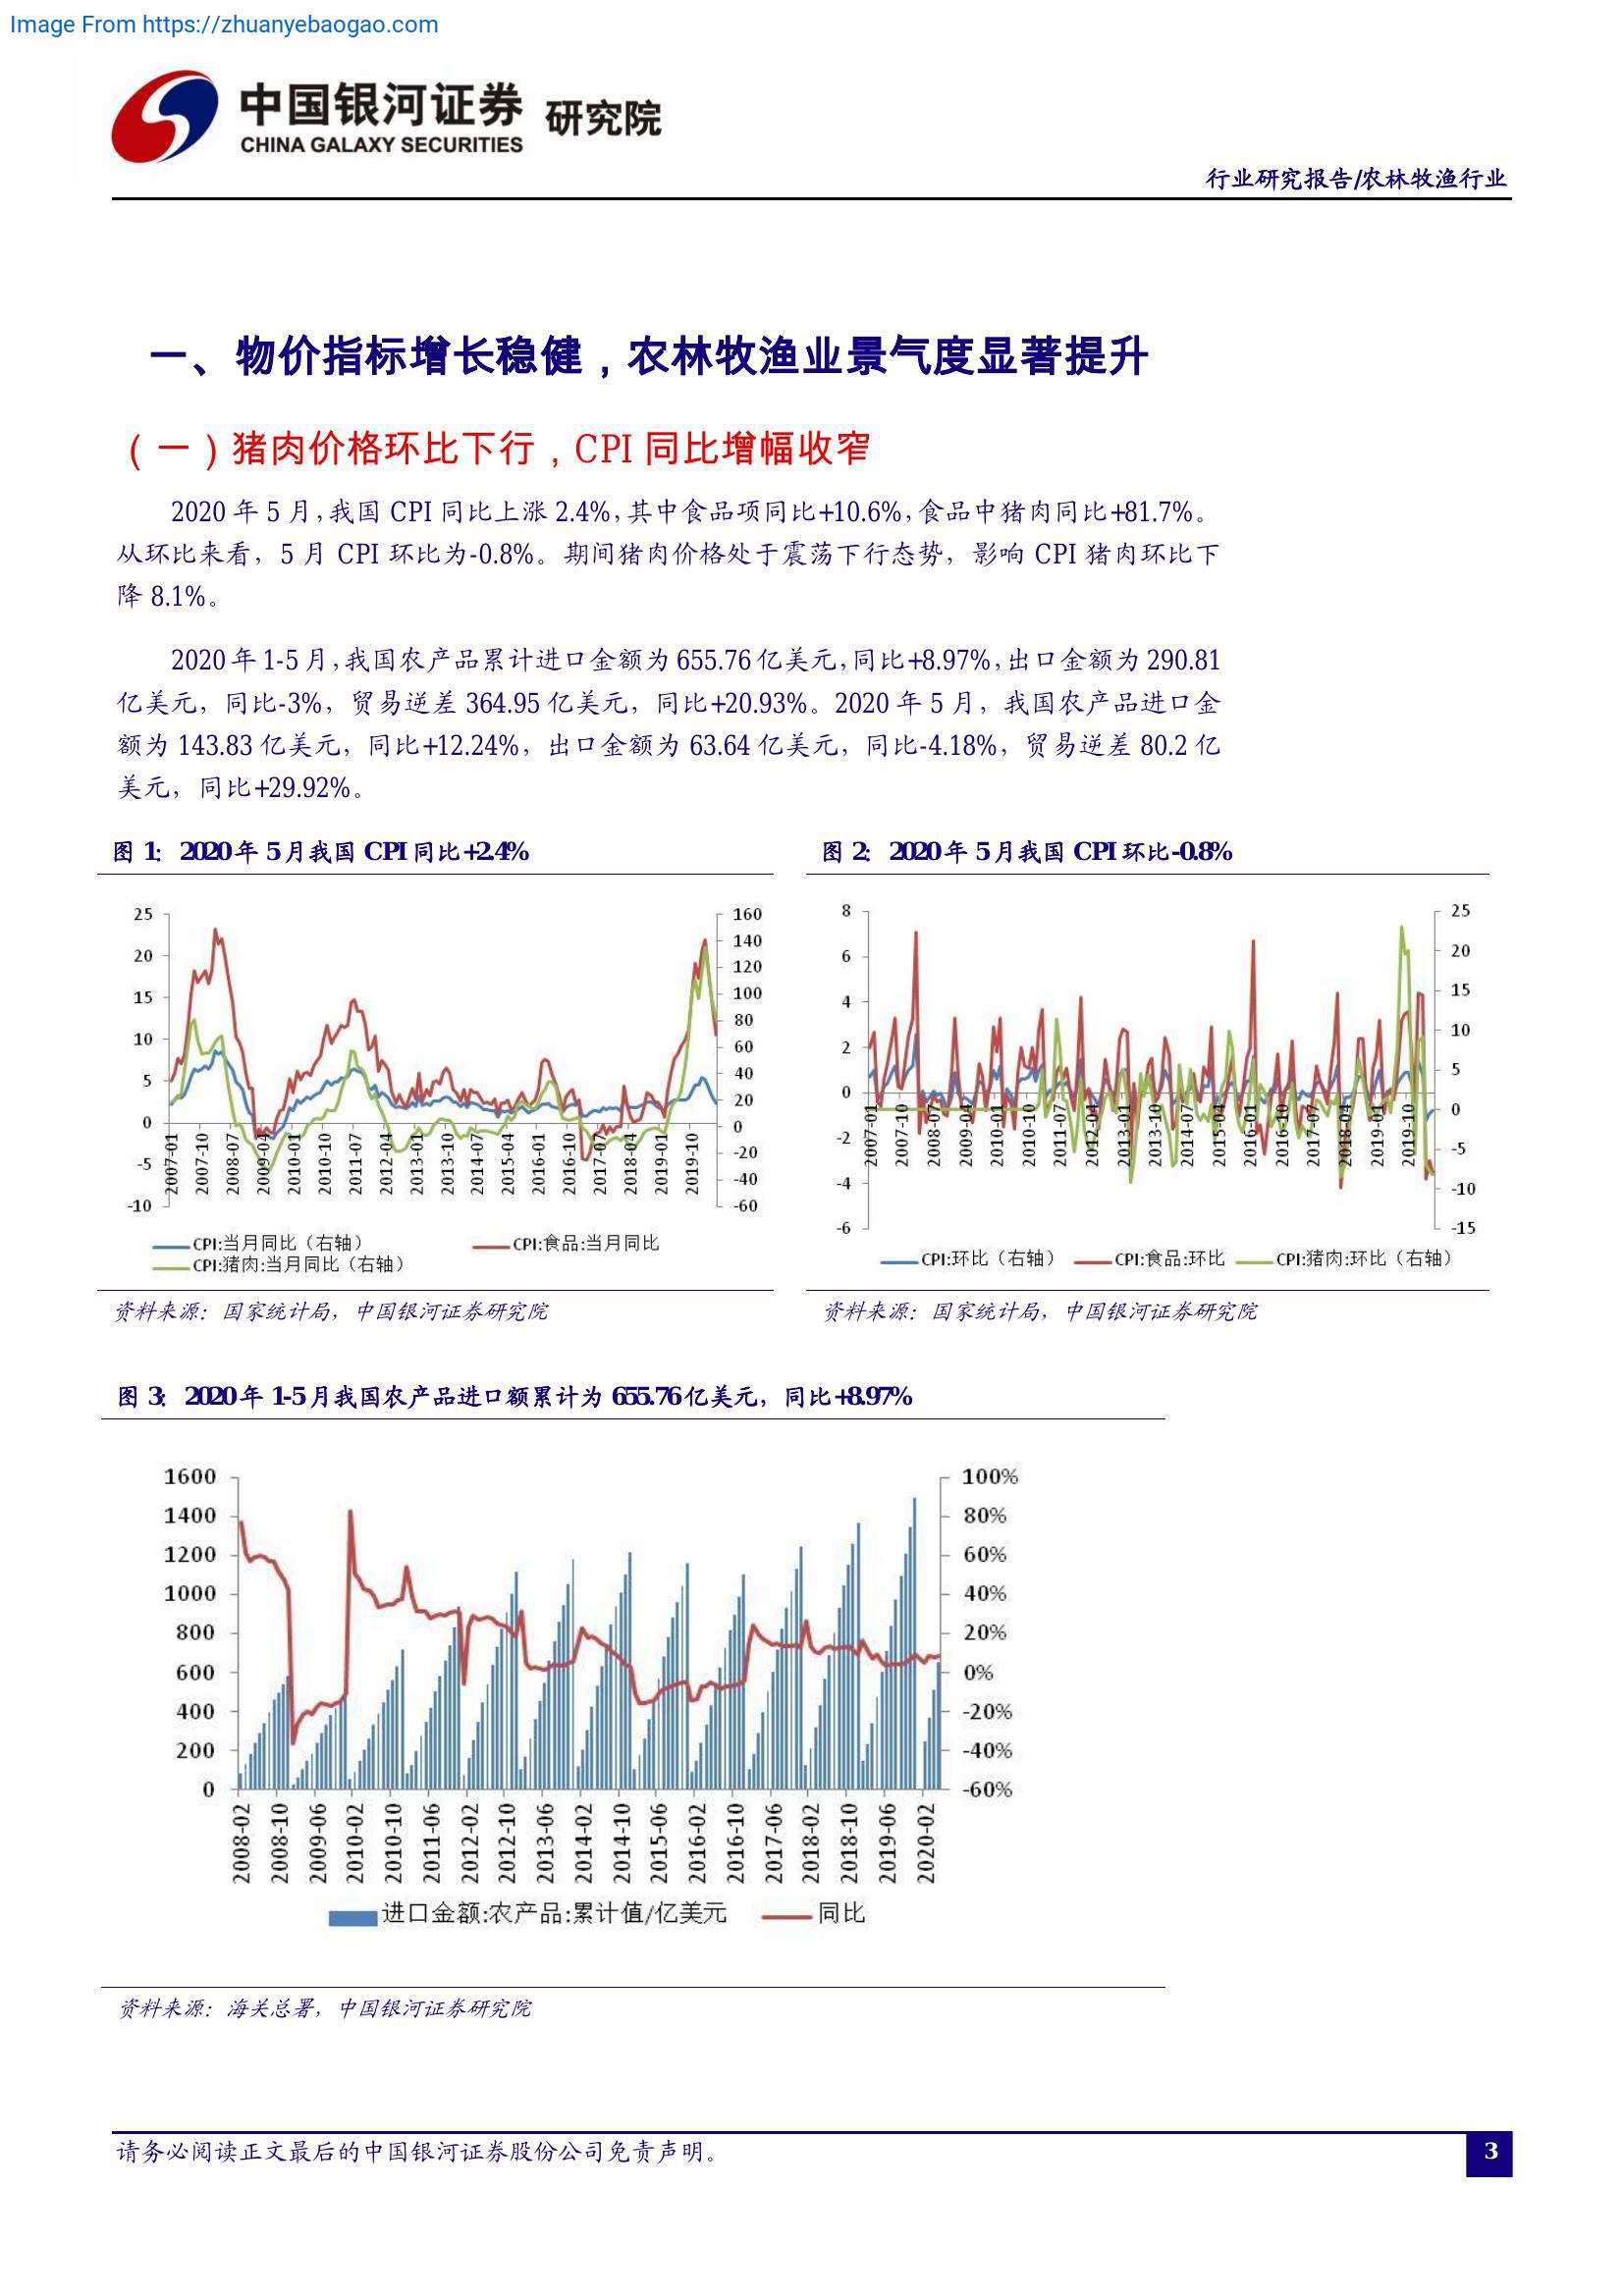 Image From https://zhuanyebaogao.com
中国银河证券 研究院
CHINA GALAXY SECURITIES
行业研究报告/农林牧渔行业
一、物价指标增长稳健，农林牧渔业景气度显著提升
（一）猪肉价格环比下行，CPI 同比增幅收窄
2020 年 5 月，我国 CPI 同比上涨 2.4%，其中食品项同比+10.6%，食品中猪肉同比+81.7%。
从环比来看，5 月 CPI 环比为-0.8%。期间猪肉价格处于震荡下行态势，影响 CPI 猪肉环比下
降 8.1%。
2020 年 1-5 月，我国农产品累计进口金额为 655.76 亿美元，同比+8.97%，出口金额为 290.81
亿美元，同比-3%，贸易逆差 364.95 亿美元，同比+20.93%。2020 年 5 月，我国农产品进口金
额为 143.83 亿美元，同比+12.24%，出口金额为 63.64 亿美元，同比-4.18%，贸易逆差 80.2 亿
美元，同比+29.92%。
图 1：2020 年 5 月我国 CPI 同比+2.4%
25
20
15
10
5
0
-5
-10
160
140
120
100
80
60
40
20
0
-20
-40
-60
2007-01 2007-10 2008-07 2009-04 2010-01 2010-10 2011-07 2012-04 2013-01 2013-10 2014-07 2015-04 2016-01 2016-10 2017-07 2018-04 2019-01 2019-10
CPI:当月同比（右轴） CPI:食品:当月同比
CPI:猪肉:当月同比（右轴）
资料来源：国家统计局，中国银河证券研究院
图 2：2020 年 5 月我国 CPI 环比-0.8%
8
6
4
2
0
-2
-4
-6
25
20
15
10
5
0
-5
-10
-15
2007-01 2007-10 2008-07 2009-04 2010-01 2010-10 2011-07 2012-04 2013-01 2013-10 2014-07 2015-04 2016-01 2016-10 2017-07 2018-04 2019-01 2019-10
CPI:环比（右轴） CPI:食品:环比 CPI:猪肉:环比（右轴）
资料来源：国家统计局，中国银河证券研究院
图 3：2020 年 1-5 月我国农产品进口额累计为 655.76 亿美元，同比+8.97%
1600
1400
1200
1000
800
600
400
200
0
100%
80%
60%
40%
20%
0%
-20%
-40%
-60%
2008-02 2008-10 2009-06 2010-02 2010-10 2011-06 2012-02 2012-10 2013-06 2014-02 2014-10 2015-06 2016-02 2016-10 2017-06 2018-02 2018-10 2019-06 2020-02
进口金额:农产品:累计值/亿美元 同比
资料来源：海关总署，中国银河证券研究院
请务必阅读正文最后的中国银河证券股份公司免责声明。
3